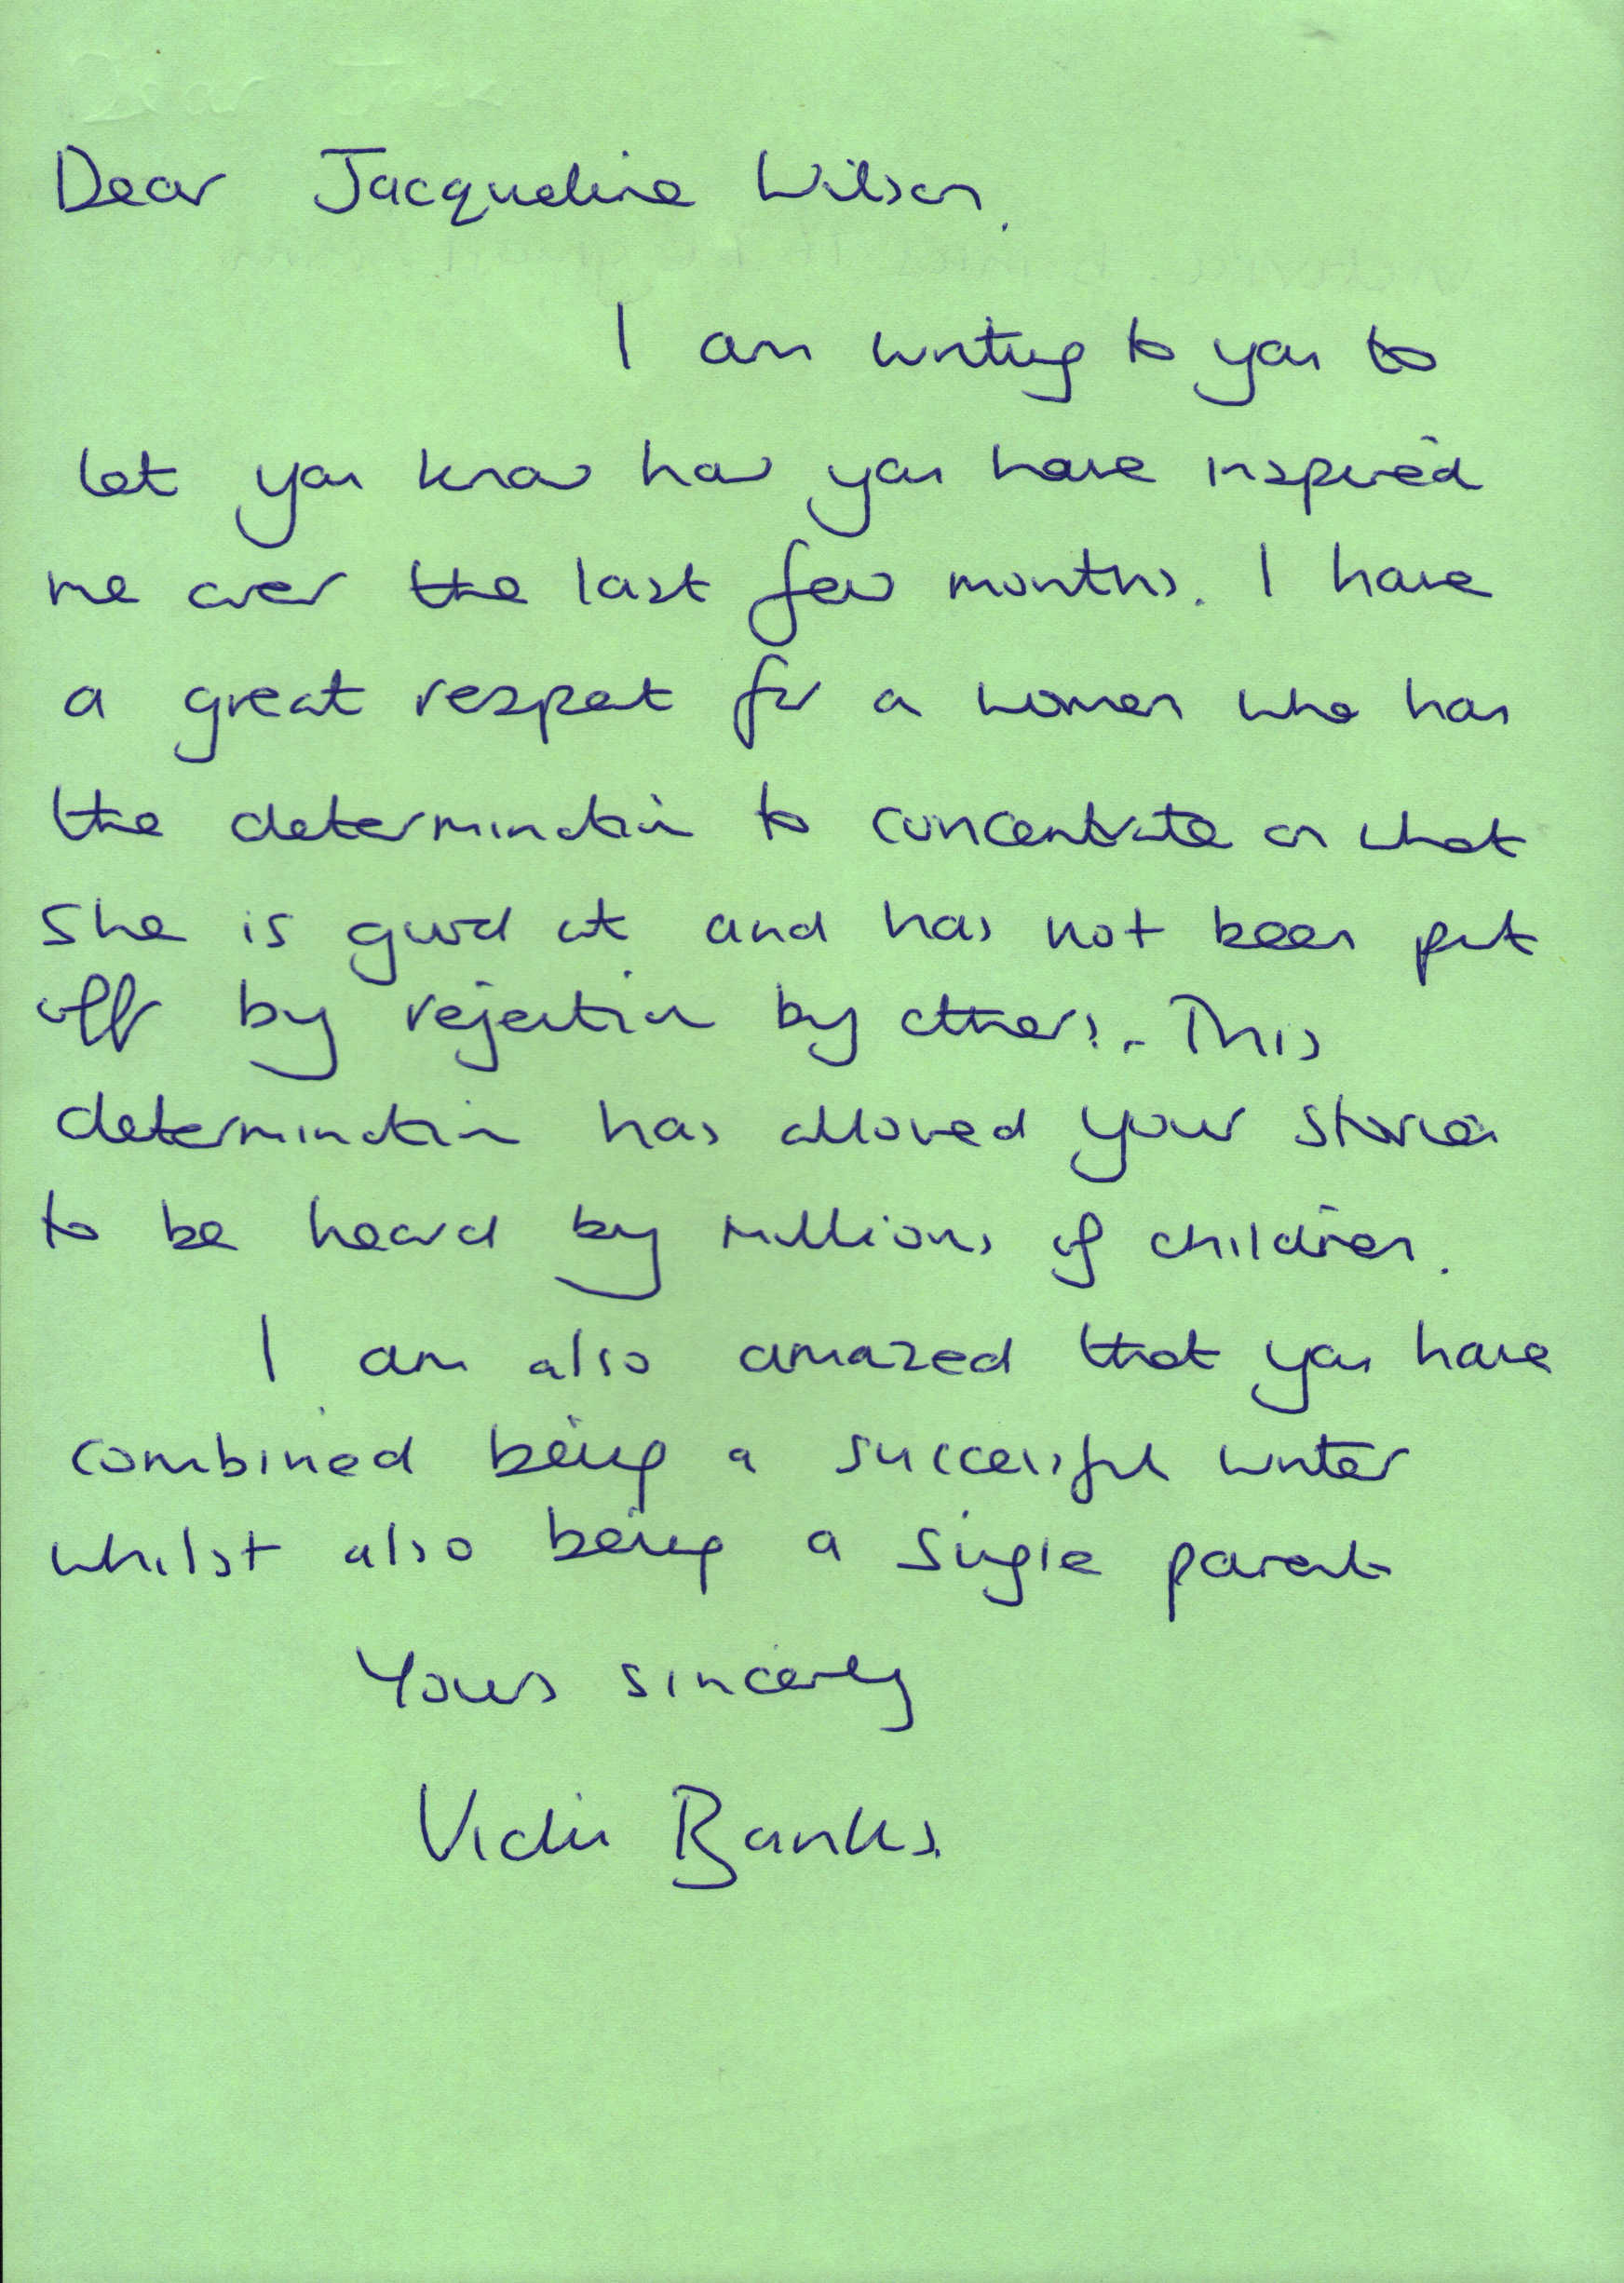 Dear Jacqueline Wilson,
I am writing to you to
let you know how you have inspired
me over the last few months. I have
a great respect for a women who has
the determination to concentrate on what
she is good at and has not been put
off by rejection by others. This
determination has allowed your stories
to be heard by millions of children.
I am also amazed that you have
combined being a successful writer
whilst also being a single parent
Yours sincerely
Vicki Banks.